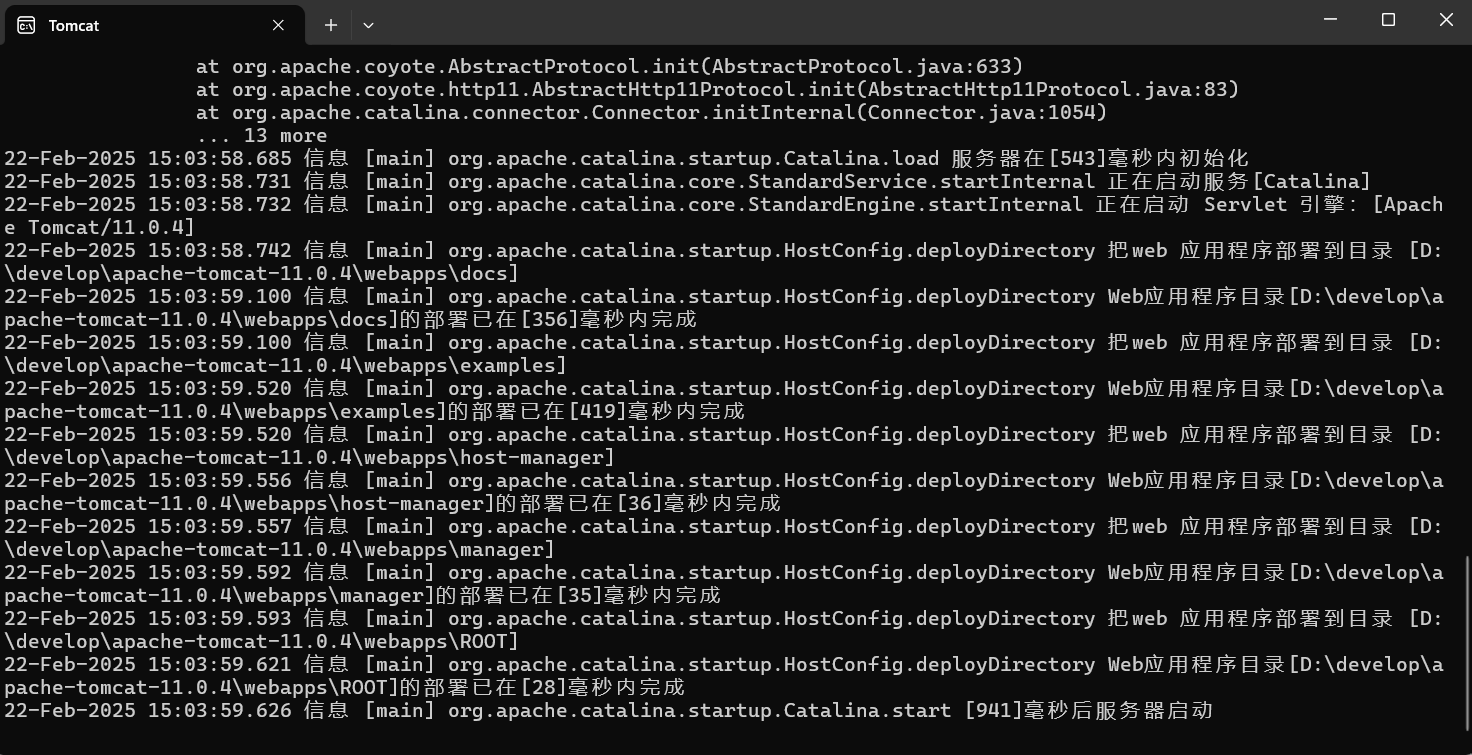 Tomcat
at org.apache.coyote.AbstractProtocol.init(AbstractProtocol.java:633)
at org.apache.coyote.http11.AbstractHttp11Protocol.init(AbstractHttp11Protocol.java:83)
at org.apache.catalina.connector.Connector.initInternal(Connector.java:1054)
... 13 more
22-Feb-2025 15:03:58.685 信息 [main] org.apache.catalina.startup.Catalina.load 服务器在[543]毫秒内初始化
22-Feb-2025 15:03:58.731 信息 [main] org.apache.catalina.core.StandardService.startInternal 正在启动服务[Catalina]
22-Feb-2025 15:03:58.732 信息 [main] org.apache.catalina.core.StandardEngine.startInternal 正在启动 Servlet 引擎：[Apach
e Tomcat/11.0.4]
22-Feb-2025 15:03:58.742 信息 [main] org.apache.catalina.startup.HostConfig.deployDirectory 把web 应用程序部署到目录 [D:
\develop\apache-tomcat-11.0.4\webapps\docs]
22-Feb-2025 15:03:59.100 信息 [main] org.apache.catalina.startup.HostConfig.deployDirectory Web应用程序目录[D:\develop\a
pache-tomcat-11.0.4\webapps\docs]的部署已在[356]毫秒内完成
22-Feb-2025 15:03:59.100 信息 [main] org.apache.catalina.startup.HostConfig.deployDirectory 把web 应用程序部署到目录 [D:
\develop\apache-tomcat-11.0.4\webapps\examples]
22-Feb-2025 15:03:59.520 信息 [main] org.apache.catalina.startup.HostConfig.deployDirectory Web应用程序目录[D:\develop\a
pache-tomcat-11.0.4\webapps\examples]的部署已在[419]毫秒内完成
22-Feb-2025 15:03:59.520 信息 [main] org.apache.catalina.startup.HostConfig.deployDirectory 把web 应用程序部署到目录 [D:
\develop\apache-tomcat-11.0.4\webapps\host-manager]
22-Feb-2025 15:03:59.556 信息 [main] org.apache.catalina.startup.HostConfig.deployDirectory Web应用程序目录[D:\develop\a
pache-tomcat-11.0.4\webapps\host-manager]的部署已在[36]毫秒内完成
22-Feb-2025 15:03:59.557 信息 [main] org.apache.catalina.startup.HostConfig.deployDirectory 把web 应用程序部署到目录 [D:
\develop\apache-tomcat-11.0.4\webapps\manager]
22-Feb-2025 15:03:59.592 信息 [main] org.apache.catalina.startup.HostConfig.deployDirectory Web应用程序目录[D:\develop\a
pache-tomcat-11.0.4\webapps\manager]的部署已在[35]毫秒内完成
22-Feb-2025 15:03:59.593 信息 [main] org.apache.catalina.startup.HostConfig.deployDirectory 把web 应用程序部署到目录 [D:
\develop\apache-tomcat-11.0.4\webapps\ROOT]
22-Feb-2025 15:03:59.621 信息 [main] org.apache.catalina.startup.HostConfig.deployDirectory Web应用程序目录[D:\develop\a
pache-tomcat-11.0.4\webapps\ROOT]的部署已在[28]毫秒内完成
22-Feb-2025 15:03:59.626 信息 [main] org.apache.catalina.startup.Catalina.start [941]毫秒后服务器启动